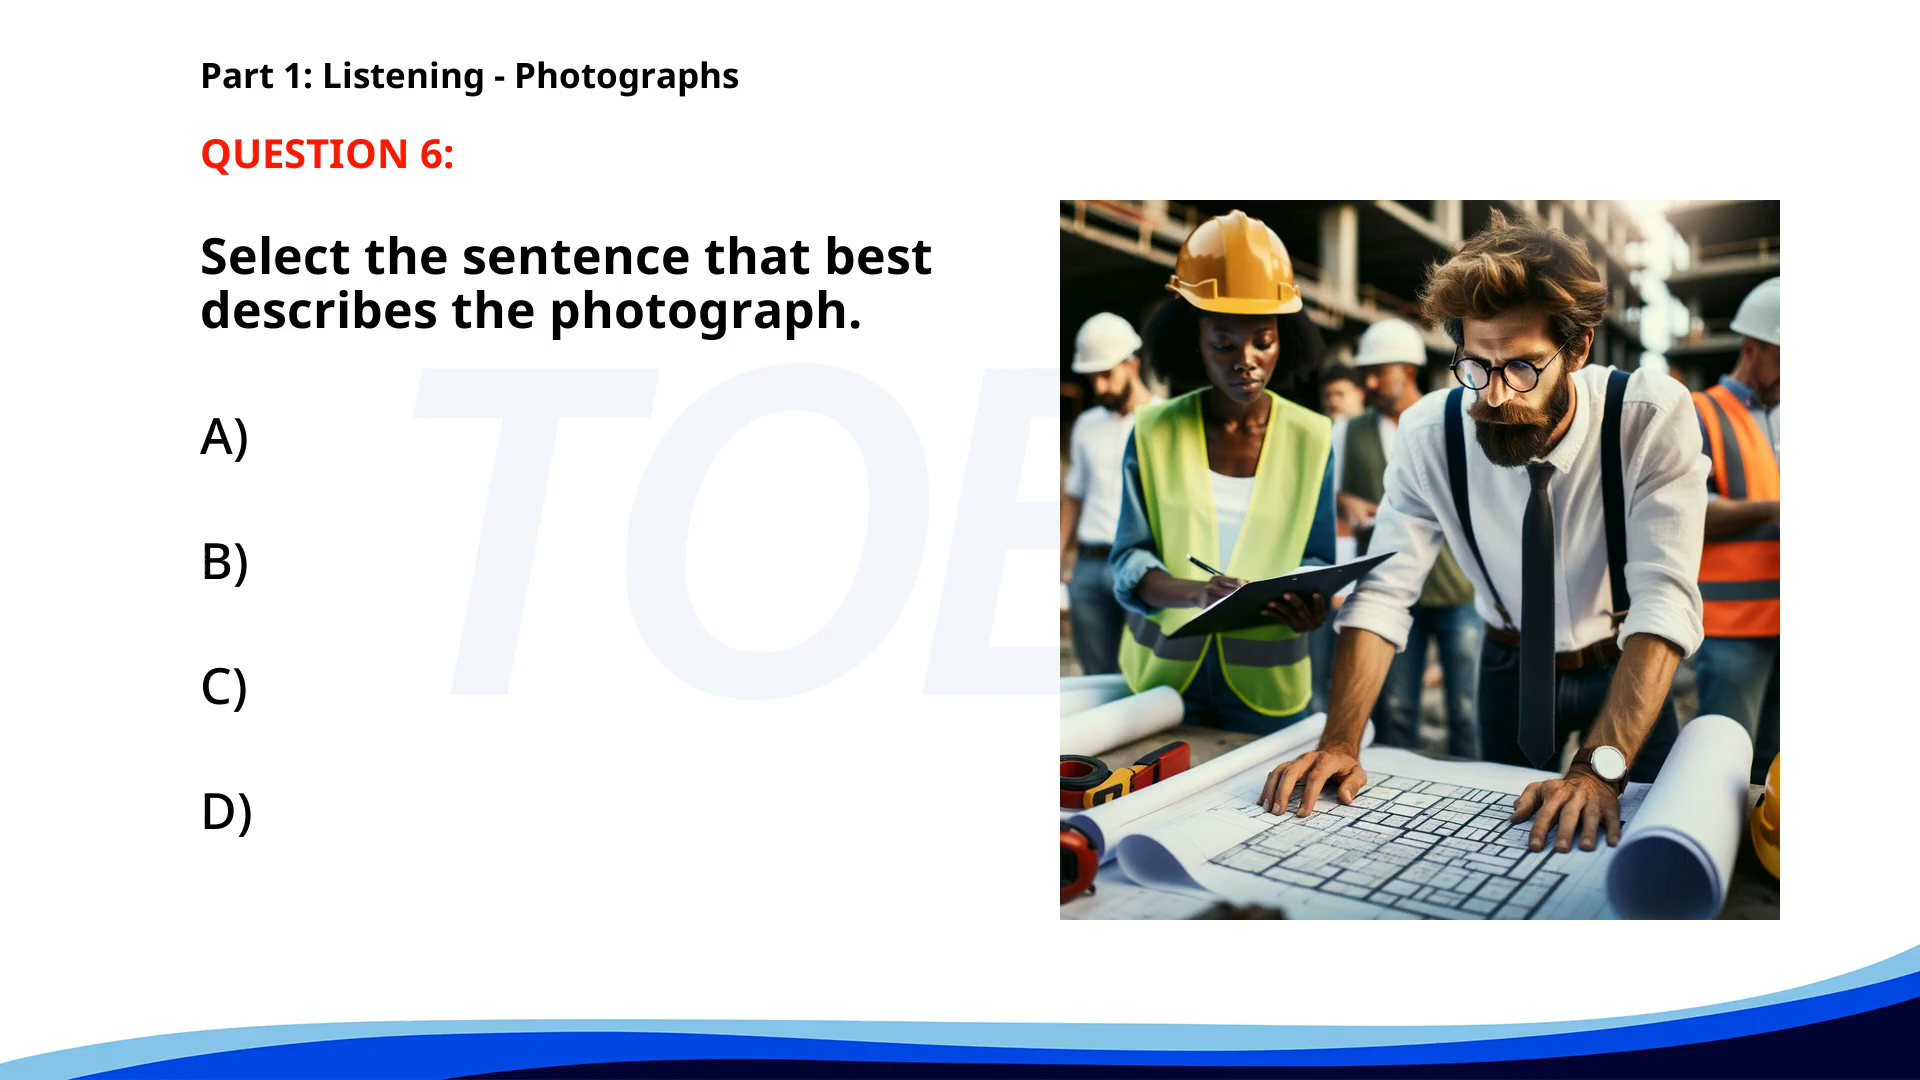 Part 1: Listening - Photographs
QUESTION 6:
Select the sentence that best
describes the photograph.
A)
B)
C)
D)